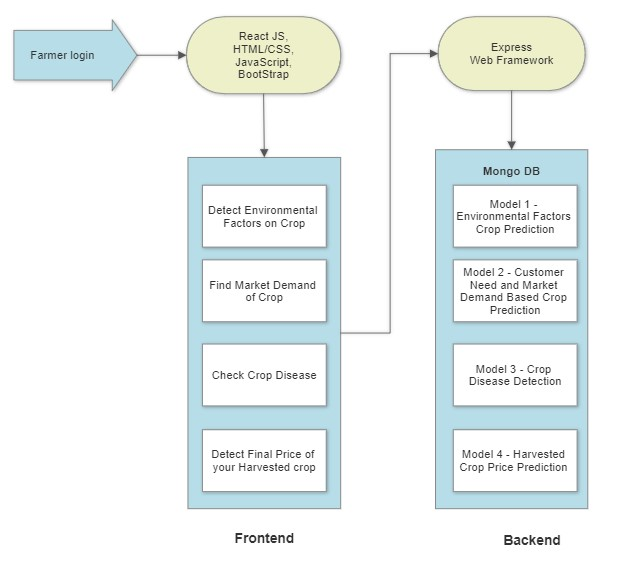 Farmer login
React JS,
HTML/CSS,
JavaScript,
BootStrap
Express
Web Framework
Detect Environmental
Factors on Crop
Find Market Demand
of Crop
Check Crop Disease
Detect Final Price of
your Harvested crop
Frontend
Mongo DB
Model 1 -
Environmental Factors
Crop Prediction
Model 2 - Customer
Need and Market
Demand Based Crop
Prediction
Model 3 - Crop
Disease Detection
Model 4 - Harvested
Crop Price Prediction
Backend